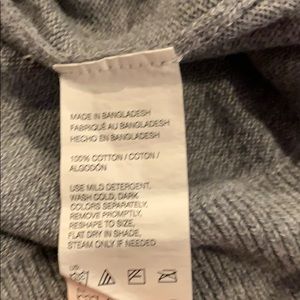 MADE IN BANGLADESH
FABRIQUÉ AU BANGLADESH
HECHO EN BANGLADESH
100% COTTON / COTON /
ALGODÓN
USE MILD DETERGENT,
WASH COLD, DARK
COLORS SEPARATELY,
REMOVE PROMPTLY,
RESHAPE TO SIZE,
FLAT DRY IN SHADE,
STEAM ONLY IF NEEDED
US